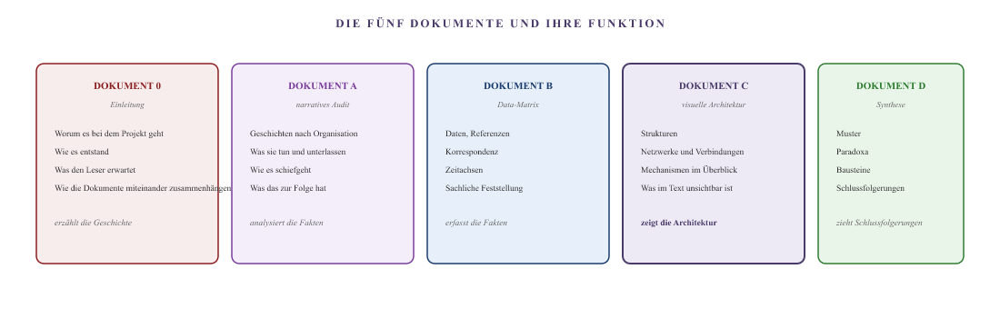 DIE FÜNF DOKUMENTE UND IHRE FUNKTION
DOKUMENT 0
Einleitung
Worum es bei dem Projekt geht
Wie es entstand
Was den Leser erwartet
Wie die Dokumente miteinander zusammenhängen
erzählt die Geschichte
DOKUMENT A
narratives Audit
Geschichten nach Organisation
Was sie tun und unterlassen
Wie es schiefgeht
Was das zur Folge hat
analysiert die Fakten
DOKUMENT B
Data-Matrix
Daten, Referenzen
Korrespondenz
Zeitachsen
Sachliche Feststellung
erfasst die Fakten
DOKUMENT C
visuelle Architektur
Strukturen
Netzwerke und Verbindungen
Mechanismen im Überblick
Was im Text unsichtbar ist
zeigt die Architektur
DOKUMENT D
Synthese
Muster
Paradoxa
Bausteine
Schlussfolgerungen
zieht Schlussfolgerungen